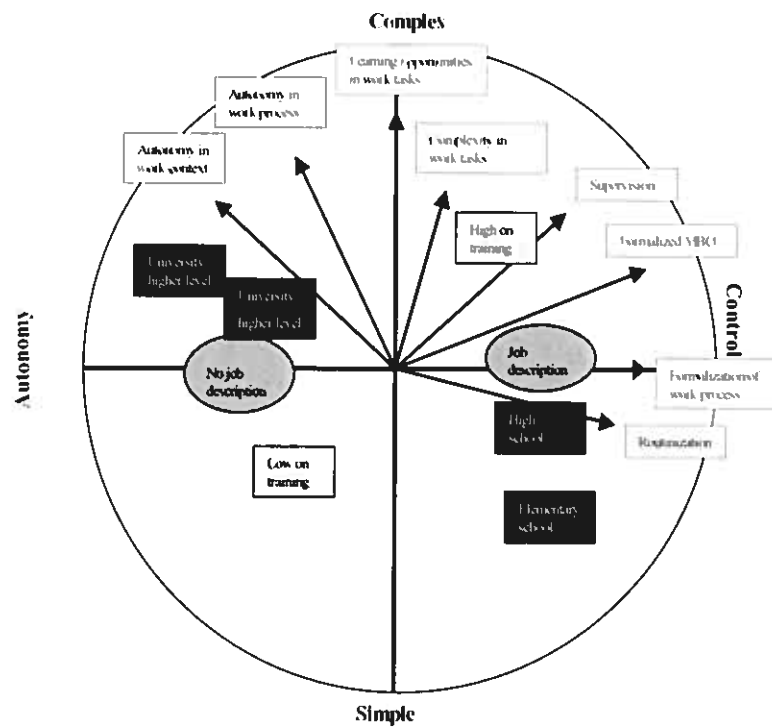 Complex
Learning opportunities
in work tasks
Autonomy in
work process
Autonomy in
work context
Complexity in
work tasks
Supervision
High on
training
Formalized MBO
University
higher level
University
higher level
Control
Autonomy
No job
description
Job
description
Formalization of
work process
High
school
Routinization
Low on
training
Elementary
school
Simple